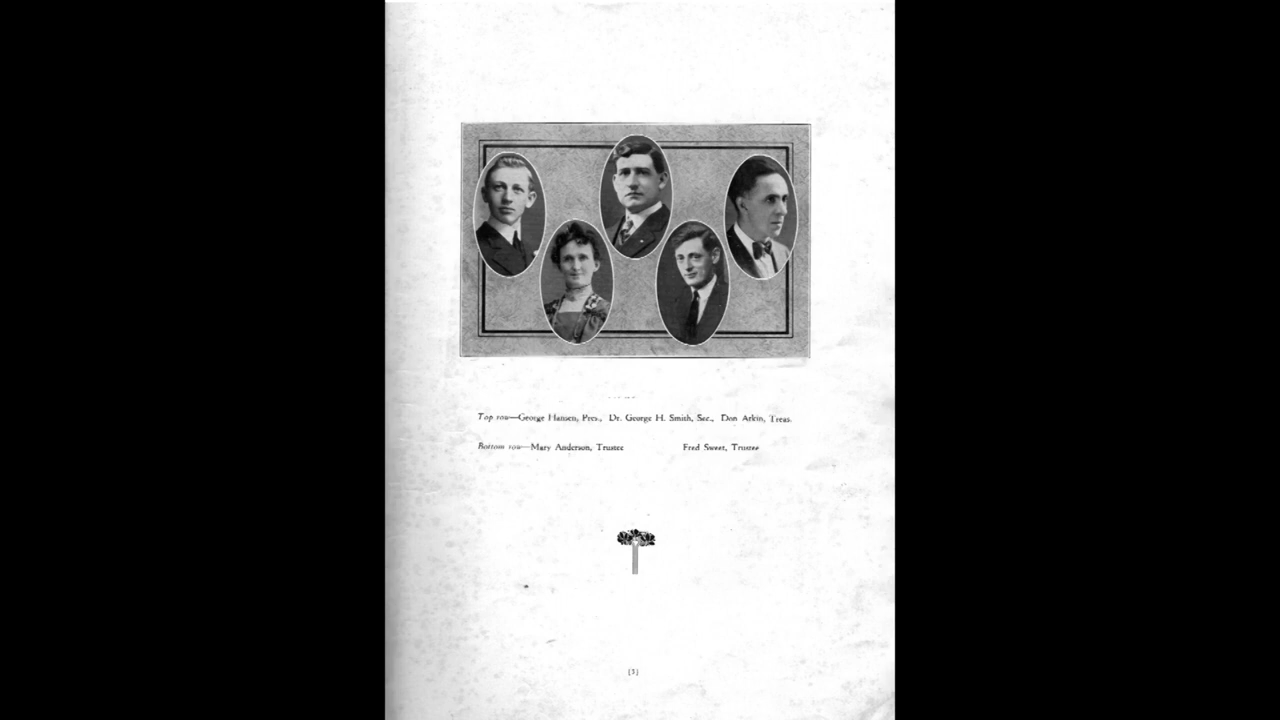 Top row—George Hansen, Pres., Dr. George H. Smith, Sec., Don Arkin, Treas.
Bottom row—Mary Anderson, Trustee Fred Sweet, Trustee
[5]